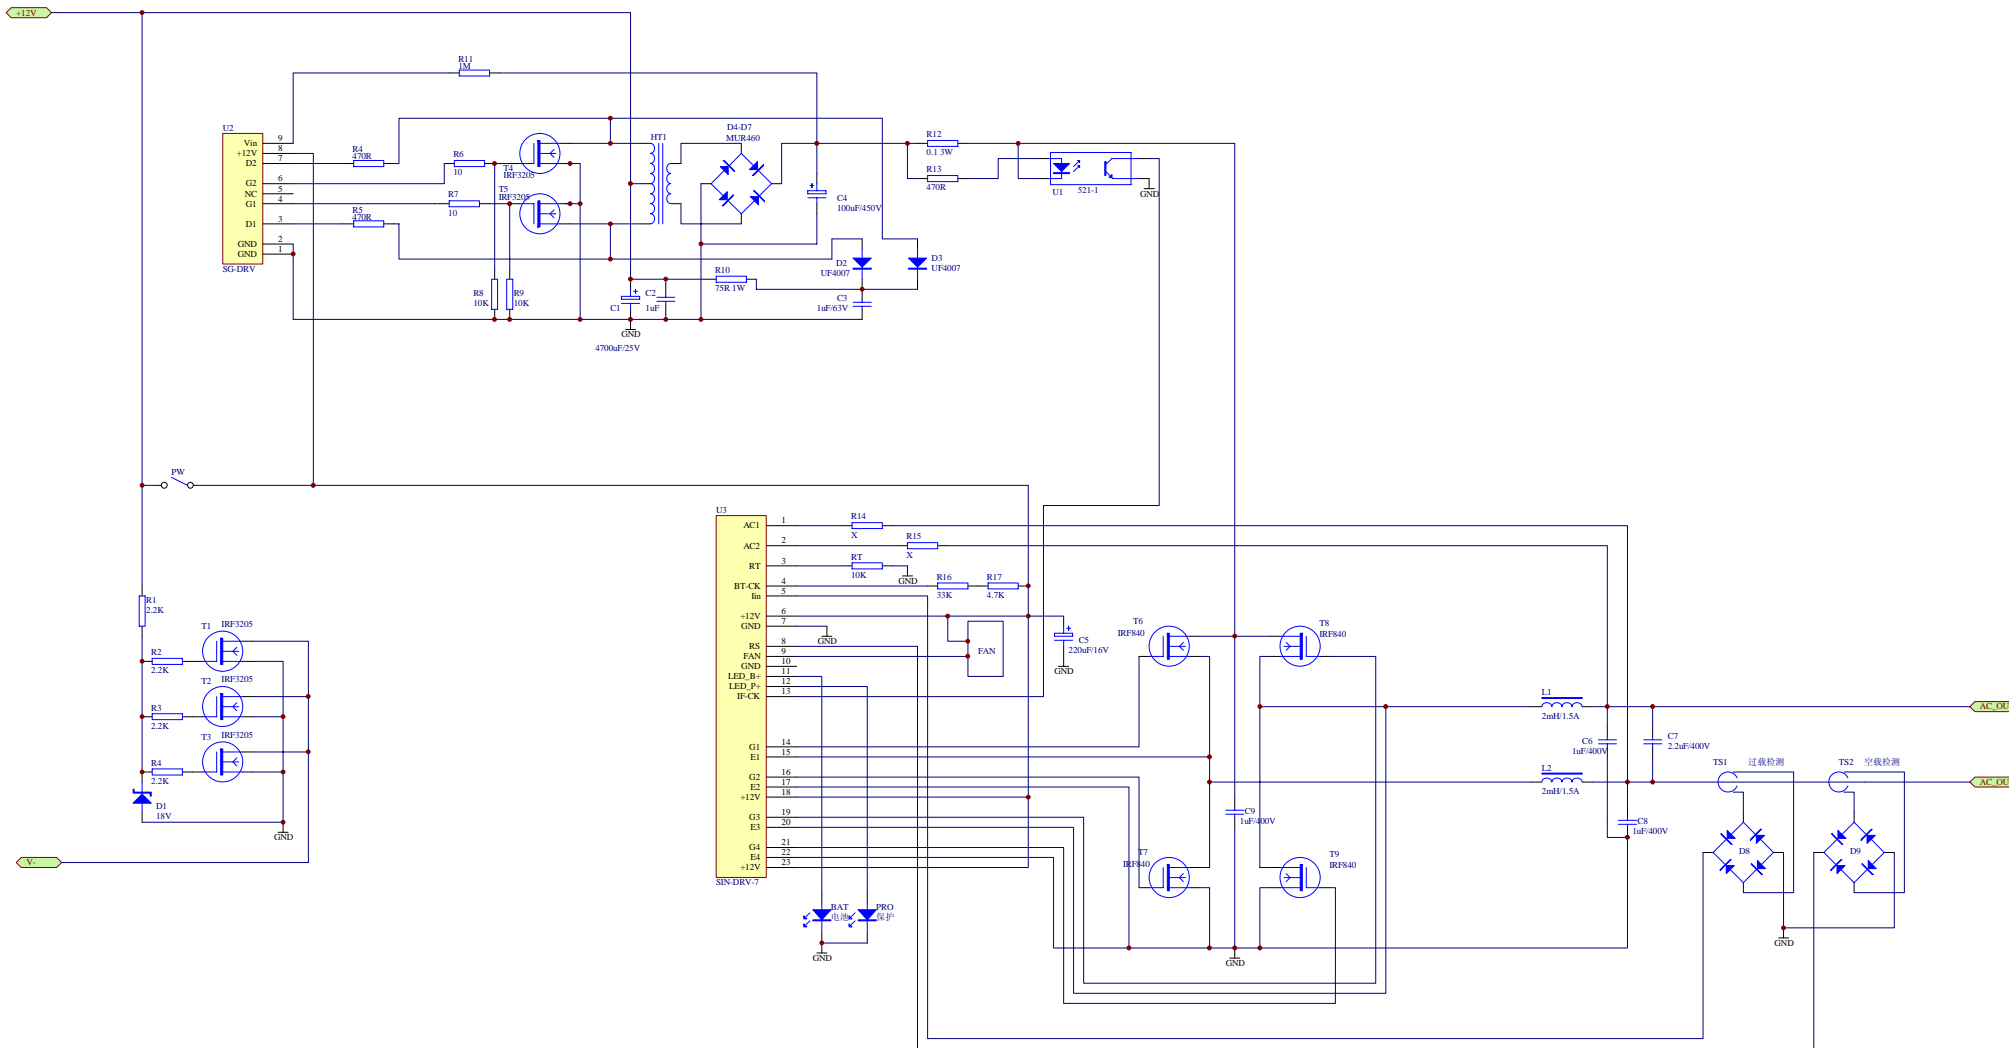 +12V
R11
1M
U2
Vin 9
+12V 8
D2 7
G2 6
NC 5
G1 4
D1 3
GND 2
GND 1
SG-DRV
R4
470R
R5
470R
R6
10
R7
10
T4
IRF3205
T5
IRF3205
R8
10K
R9
10K
HT1
D4-D7
MUR460
C4
100uF/450V
R12
0.1 3W
R13
470R
U1
521-1
GND
D2
UF4007
D3
UF4007
R10
75R 1W
C3
1uF/63V
C2
1uF
C1
GND
4700uF/25V
PW
R1
2.2K
R2
2.2K
R3
2.2K
R4
2.2K
T1
IRF3205
T2
IRF3205
T3
IRF3205
D1
18V
GND
V-
U3
AC1 1
AC2 2
RT 3
BT-CK 4
Iin 5
+12V 6
GND 7
RS 8
FAN 9
GND 10
LED_B+ 11
LED_P+ 12
IF-CK 13
G1 14
E1 15
G2 16
E2 17
+12V 18
G3 19
E3 20
G4 21
E4 22
+12V 23
SIN-DRV-7
R14
X
R15
X
RT
10K
GND
R16
33K
R17
4.7K
GND
FAN
C5
220uF/16V
GND
BAT
电池
PRO
保护
GND
T6
IRF840
T8
IRF840
T7
IRF840
T9
IRF840
C9
1uF/400V
GND
L1
2mH/1.5A
L2
2mH/1.5A
C6
1uF/400V
C7
2.2uF/400V
C8
1uF/400V
TS1
过载检测
TS2
空载检测
D8
D9
GND
AC_OU
AC_OU